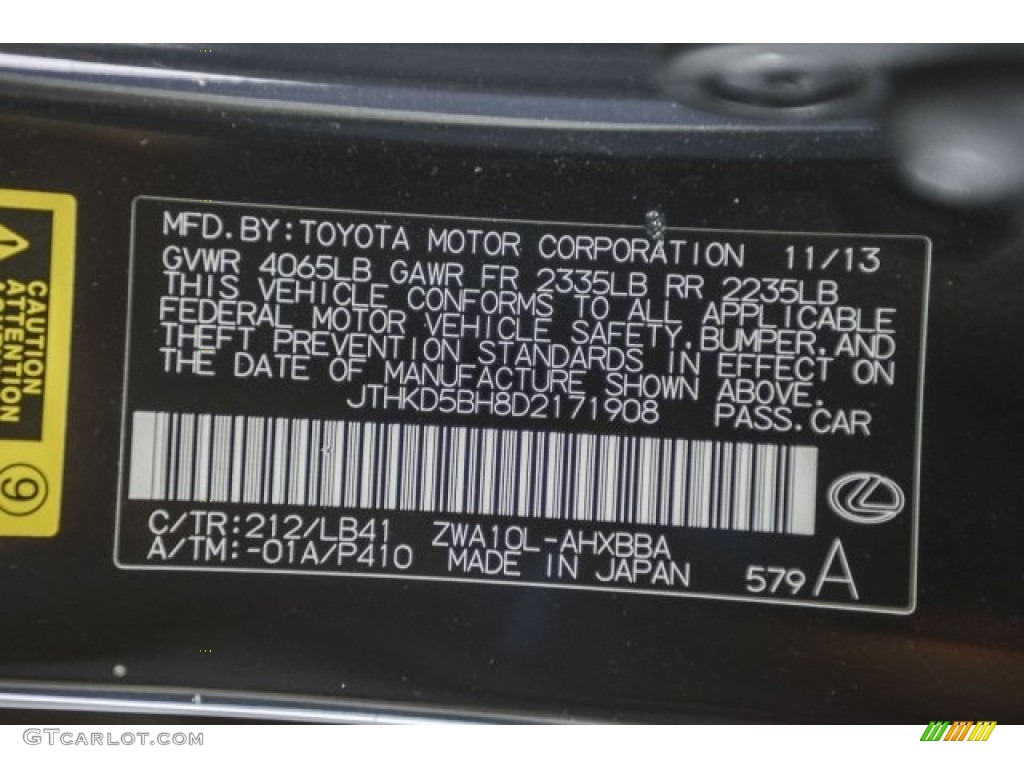 MFD. BY: TOYOTA MOTOR CORPORATION 11/13
GVWR 4065LB GAWR FR 2335LB RR 2235LB
THIS VEHICLE CONFORMS TO ALL APPLICABLE
FEDERAL MOTOR VEHICLE SAFETY, BUMPER, AND
THEFT PREVENTION STANDARDS IN EFFECT ON
THE DATE OF MANUFACTURE SHOWN ABOVE.
JTHKD5BH8D2171908 PASS. CAR
C/TR: 212/LB41 ZWA10L-AHXBBA
A/TM: -01A/P410 MADE IN JAPAN
579 A
CAUTION
ATTENTION
9
GTCARLOT.COM